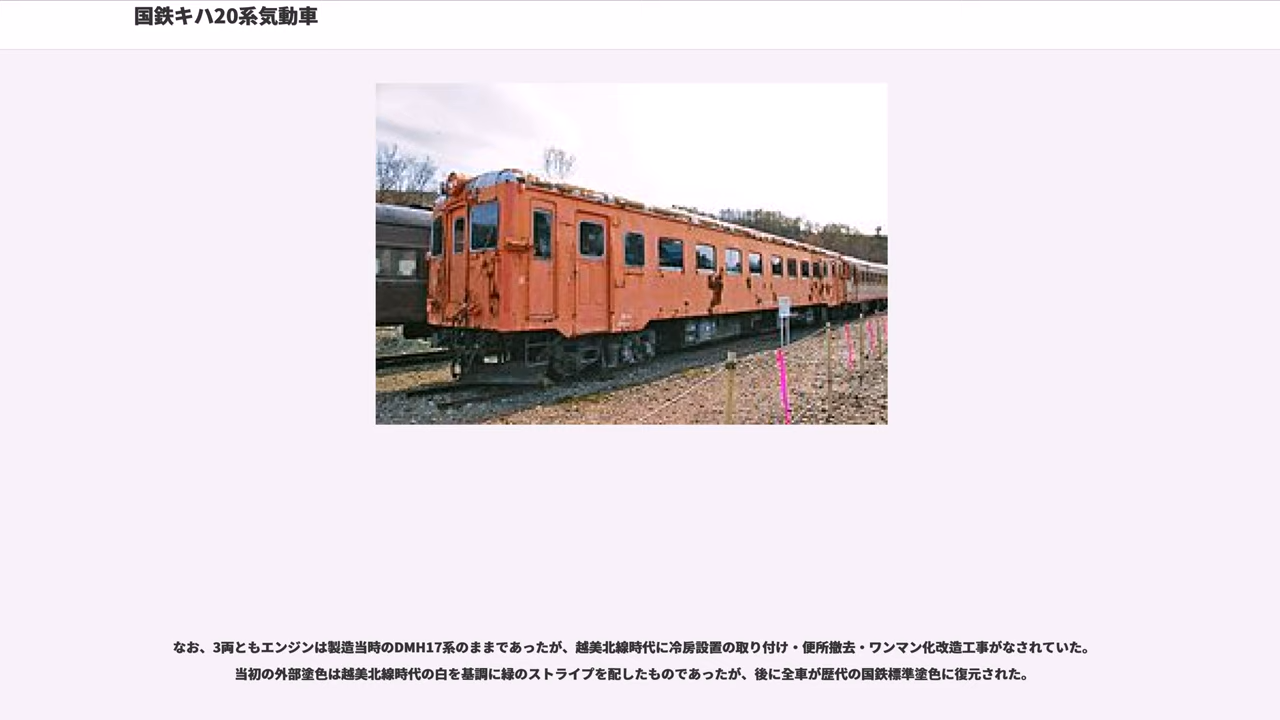 国鉄キハ20系気動車
なお、3両ともエンジンは製造当時のDMH17系のままであったが、越美北線時代に冷房設置の取り付け・便所撤去・ワンマン化改造工事がなされていた。
当初の外部塗色は越美北線時代の白を基調に緑のストライプを配したものであったが、後に全車が歴代の国鉄標準塗色に復元された。